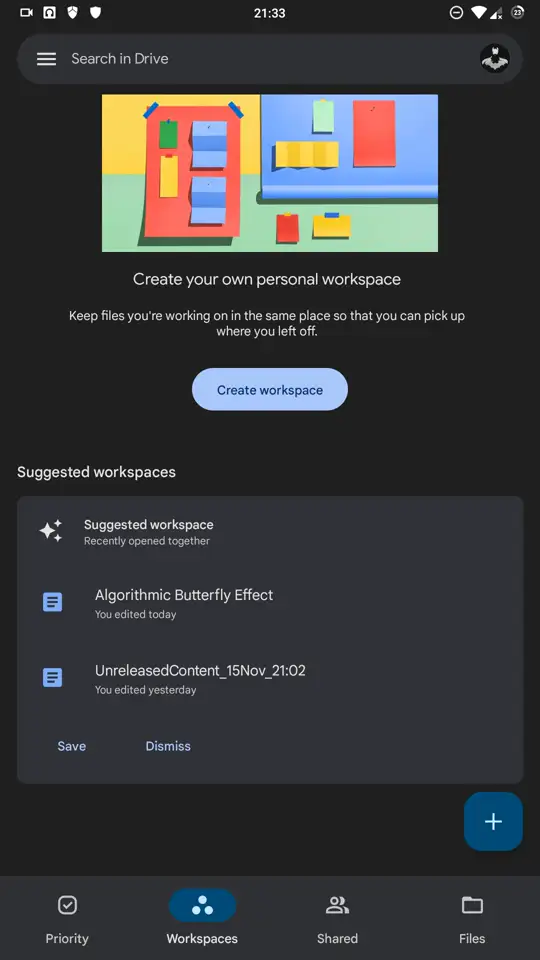 21:33
23
Search in Drive
Create your own personal workspace
Keep files you're working on in the same place so that you can pick up
where you left off.
Create workspace
Suggested workspaces
Suggested workspace
Recently opened together
Algorithmic Butterfly Effect
You edited today
UnreleasedContent_15Nov_21:02
You edited yesterday
Save Dismiss
Priority Workspaces Shared Files